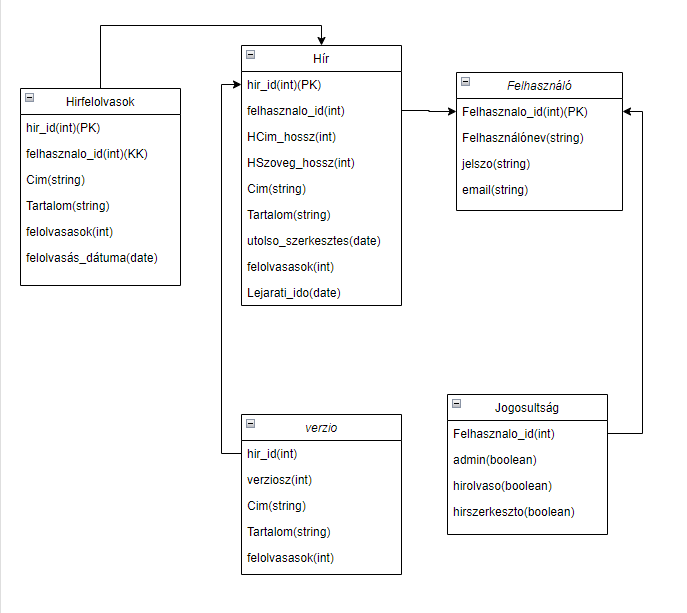 Hirfelolvasok
hir_id(int)(PK)
felhasznalo_id(int)(KK)
Cim(string)
Tartalom(string)
felolvasasok(int)
felolvasás_dátuma(date)
Hír
hir_id(int)(PK)
felhasznalo_id(int)
HCim_hossz(int)
HSzoveg_hossz(int)
Cim(string)
Tartalom(string)
utolso_szerkesztes(date)
felolvasasok(int)
Lejarati_ido(date)
Felhasználó
Felhasznalo_id(int)(PK)
Felhasználónev(string)
jelszo(string)
email(string)
verzio
hir_id(int)
verziosz(int)
Cim(string)
Tartalom(string)
felolvasasok(int)
Jogosultság
Felhasznalo_id(int)
admin(boolean)
hirolvaso(boolean)
hirszerkeszto(boolean)